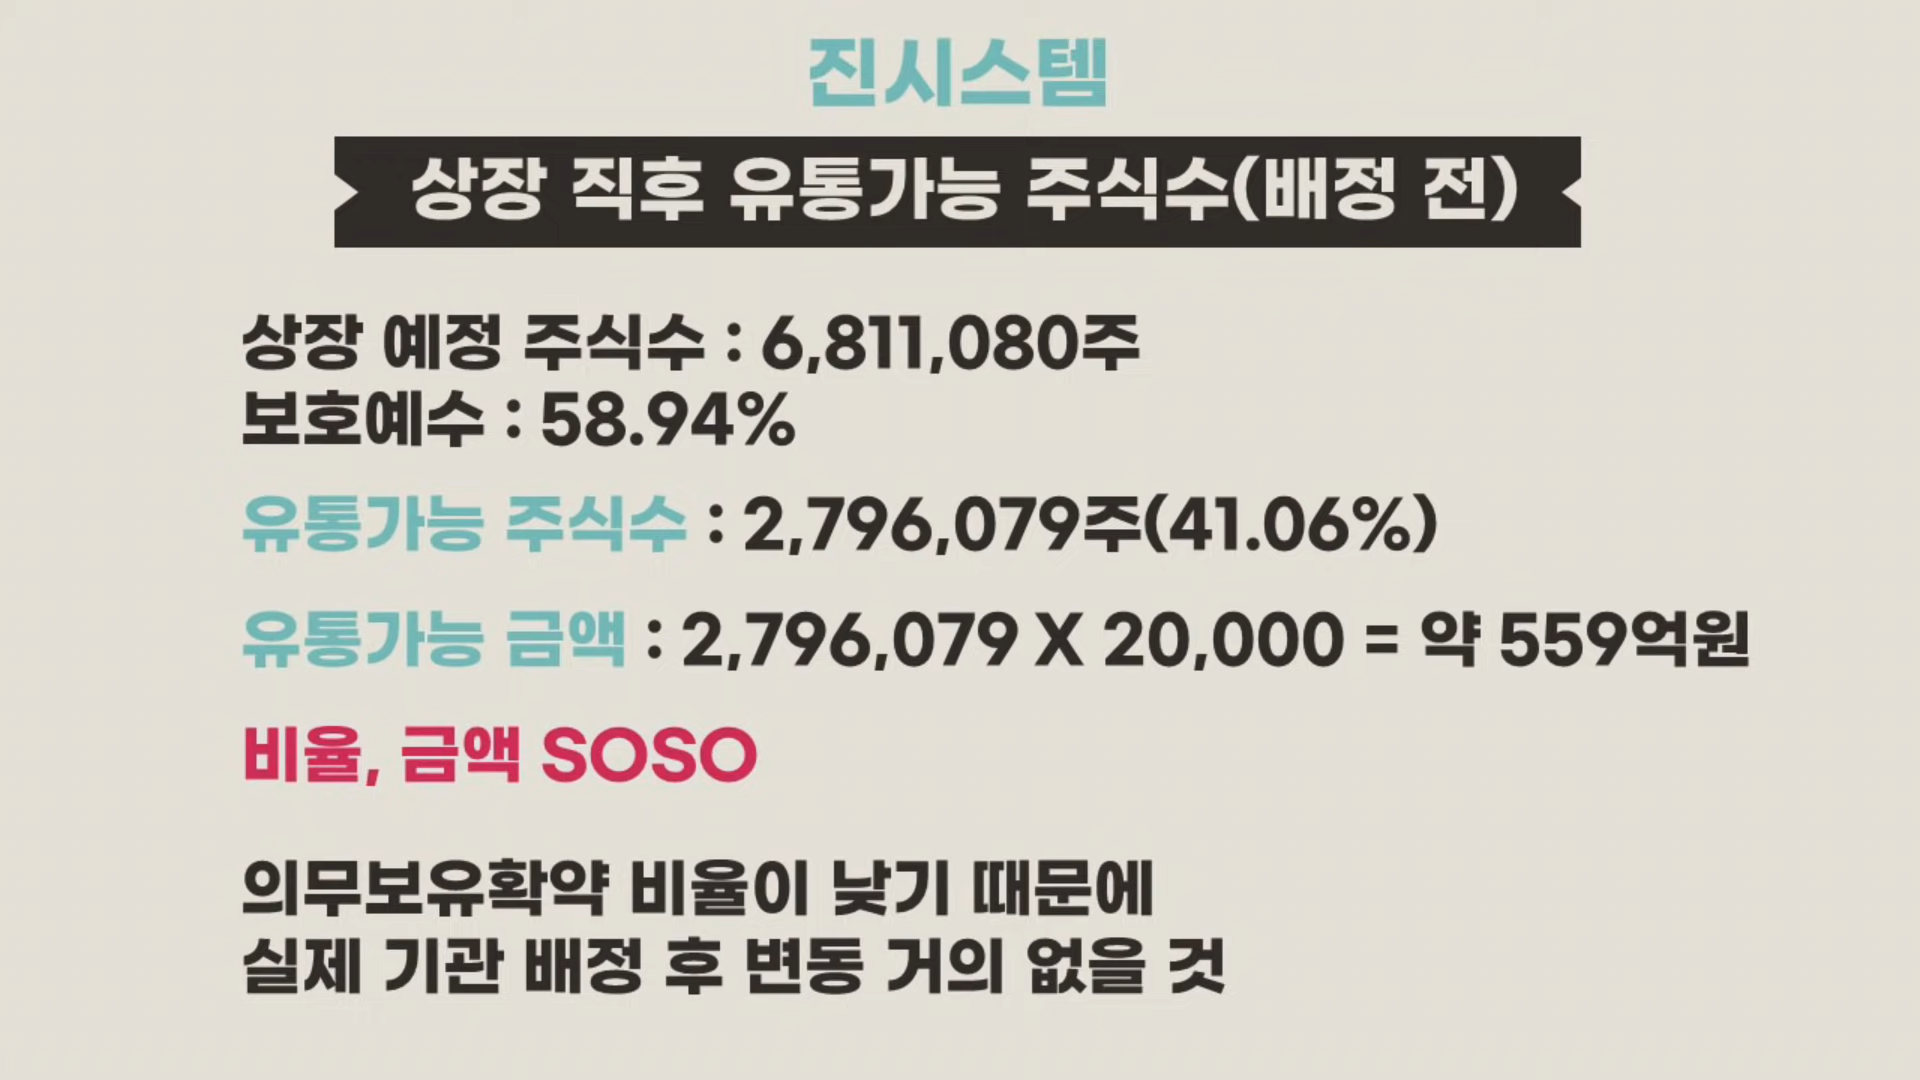 진시스템
상장 직후 유통가능 주식수(배정 전)
상장 예정 주식수 : 6,811,080주
보호예수 : 58.94%
유통가능 주식수 : 2,796,079주(41.06%)
유통가능 금액 : 2,796,079 X 20,000 = 약 559억원
비율, 금액 SOSO
의무보유확약 비율이 낮기 때문에
실제 기관 배정 후 변동 거의 없을 것